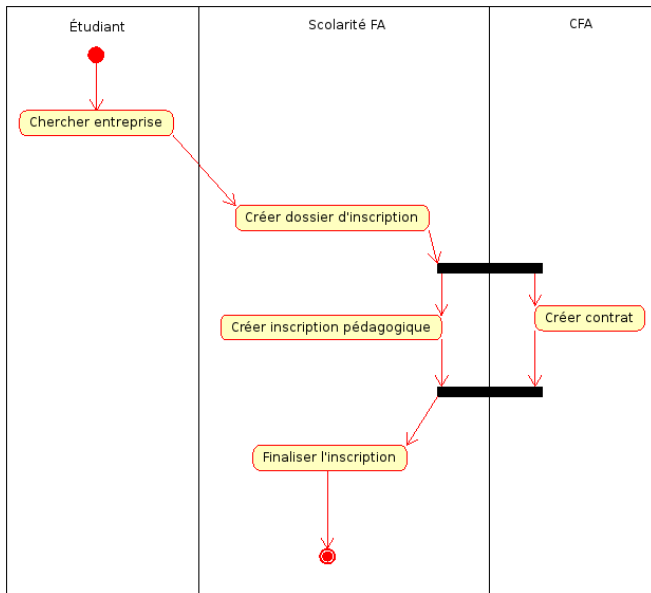 Étudiant
Scolarité FA
CFA
Chercher entreprise
Créer dossier d'inscription
Créer inscription pédagogique
Créer contrat
Finaliser l'inscription